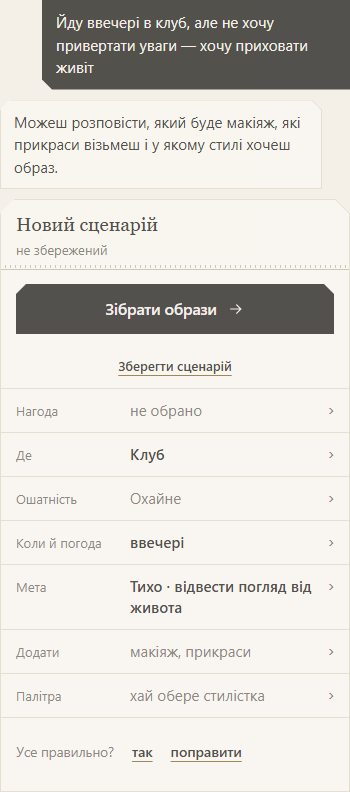 Йду ввечері в клуб, але не хочу
привертати уваги — хочу приховати
живіт
Можеш розповісти, який буде макіяж, які
прикраси візьмеш і у якому стилі хочеш
образ.
Новий сценарій
не збережений
Зібрати образи →
Зберегти сценарій
Нагода не обрано ›
Де Клуб ›
Ошатність Охайне ›
Коли й погода ввечері ›
Мета Тихо · відвести погляд від ›
живота
Додати макіяж, прикраси ›
Палітра хай обере стилістка ›
Усе правильно? так поправити